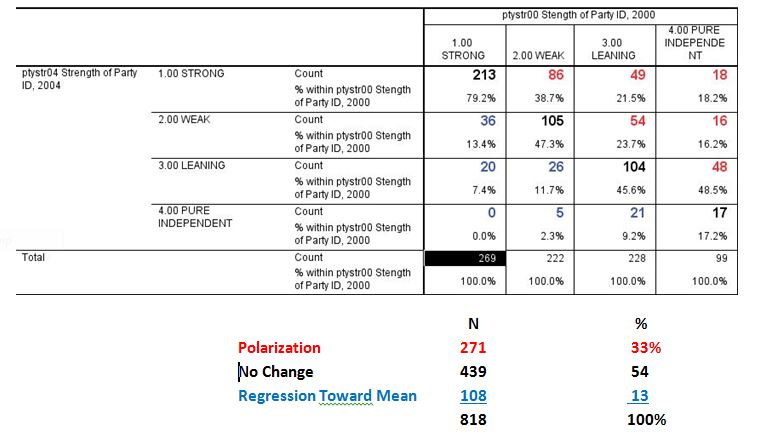 ptystr00 Stength of Party ID, 2000
1.00 STRONG 2.00 WEAK 3.00 LEANING 4.00 PURE INDEPENDE NT
ptystr04 Strength of Party ID, 2004 1.00 STRONG Count 213 86 49 18
% within ptystr00 Stength of Party ID, 2000 79.2% 38.7% 21.5% 18.2%
2.00 WEAK Count 36 105 54 16
% within ptystr00 Stength of Party ID, 2000 13.4% 47.3% 23.7% 16.2%
3.00 LEANING Count 20 26 104 48
% within ptystr00 Stength of Party ID, 2000 7.4% 11.7% 45.6% 48.5%
4.00 PURE INDEPENDENT Count 0 5 21 17
% within ptystr00 Stength of Party ID, 2000 0.0% 2.3% 9.2% 17.2%
Total Count 269 222 228 99
% within ptystr00 Stength of Party ID, 2000 100.0% 100.0% 100.0% 100.0%
N %
Polarization 271 33%
No Change 439 54
Regression Toward Mean 108 13
818 100%